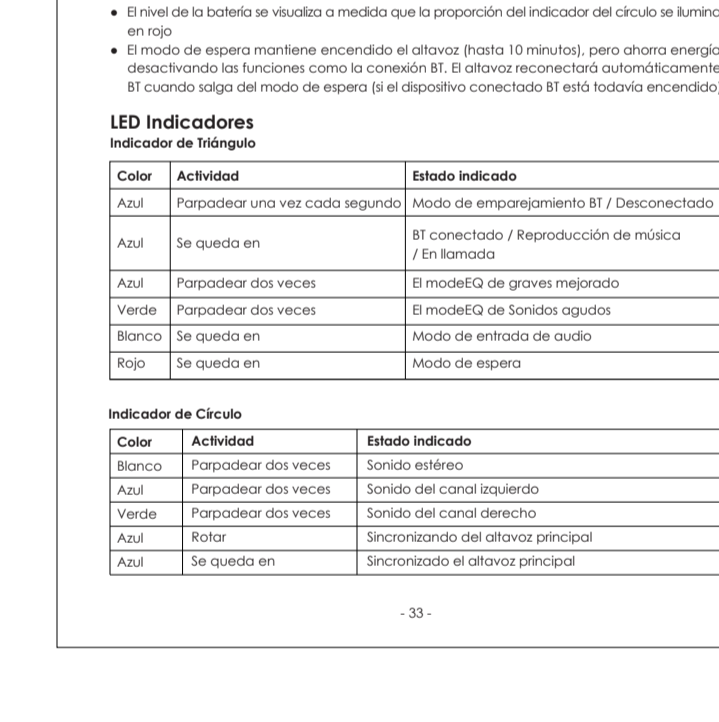 ● El nivel de la batería se visualiza a medida que la proporción del indicador del círculo se ilumina
en rojo
● El modo de espera mantiene encendido el altavoz (hasta 10 minutos), pero ahorra energía
desactivando las funciones como la conexión BT. El altavoz reconectará automáticamente
BT cuando salga del modo de espera (si el dispositivo conectado BT está todavía encendido)
LED Indicadores
Indicador de Triángulo
Color Actividad Estado indicado
Azul Parpadear una vez cada segundo Modo de emparejamiento BT / Desconectado
Azul Se queda en BT conectado / Reproducción de música
/ En llamada
Azul Parpadear dos veces El modeEQ de graves mejorado
Verde Parpadear dos veces El modeEQ de Sonidos agudos
Blanco Se queda en Modo de entrada de audio
Rojo Se queda en Modo de espera
Indicador de Círculo
Color Actividad Estado indicado
Blanco Parpadear dos veces Sonido estéreo
Azul Parpadear dos veces Sonido del canal izquierdo
Verde Parpadear dos veces Sonido del canal derecho
Azul Rotar Sincronizando del altavoz principal
Azul Se queda en Sincronizado el altavoz principal
- 33 -